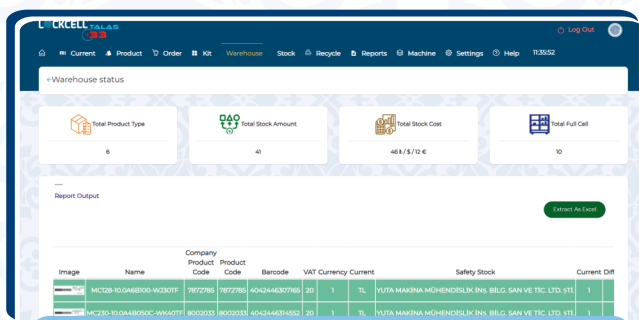 LOCKCELL TALAS
33
Log Out
Current Product Order Kit Warehouse Stock Recycle Reports Machine Settings Help 11:35:52
←Warehouse status
Total Product Type
6
Total Stock Amount
41
Total Stock Cost
46 ₺ / $ / 12 €
Total Full Cell
10
Report Output
Extract As Excel
Image Name Company Product Code Product Code Barcode VAT Currency Current Safety Stock Current Diff
MC128-10.0A6B100-WJ30TF 7872785 7872785 4042446307165 20 1 TL YUTA MAKİNA MÜHENDİSLİK İNŞ. BİLG. SAN VE TİC. LTD. ŞTİ. 1
MC230-10.0A4B050C-WK40TF 8002033 8002033 4042446314552 20 1 TL YUTA MAKİNA MÜHENDİSLİK İNŞ. BİLG. SAN VE TİC. LTD. ŞTİ. 1